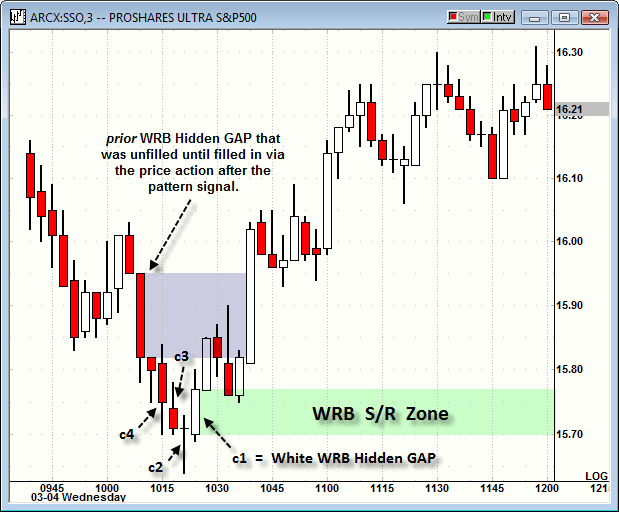 ARCX:SSO,3 -- PROSHARES ULTRA S&P500
Sym
Intv
16.30
16.21
16.20
prior WRB Hidden GAP that
was unfilled until filled in via
the price action after the
pattern signal.
16.10
16.00
15.90
c3
15.80
WRB S/R Zone
c4
15.70
c2
c1 = White WRB Hidden GAP
LOG
0945 1000 1015 1030 1045 1100 1115 1130 1145 1200 121
03-04 Wednesday